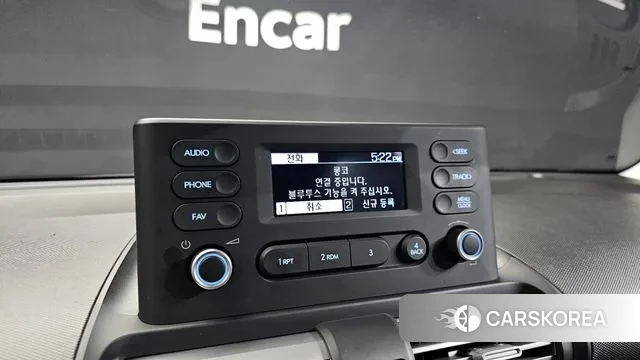 Encar
AUDIO
PHONE
FAV
전화 5:22 PM
롱코
연결 중입니다.
블루투스 기능을 켜 주십시오.
1 취소 2 신규 등록
<SEEK
TRACK>
MENU
CLOCK
1 RPT
2 RDM
3
4
BACK
CARSKOREA